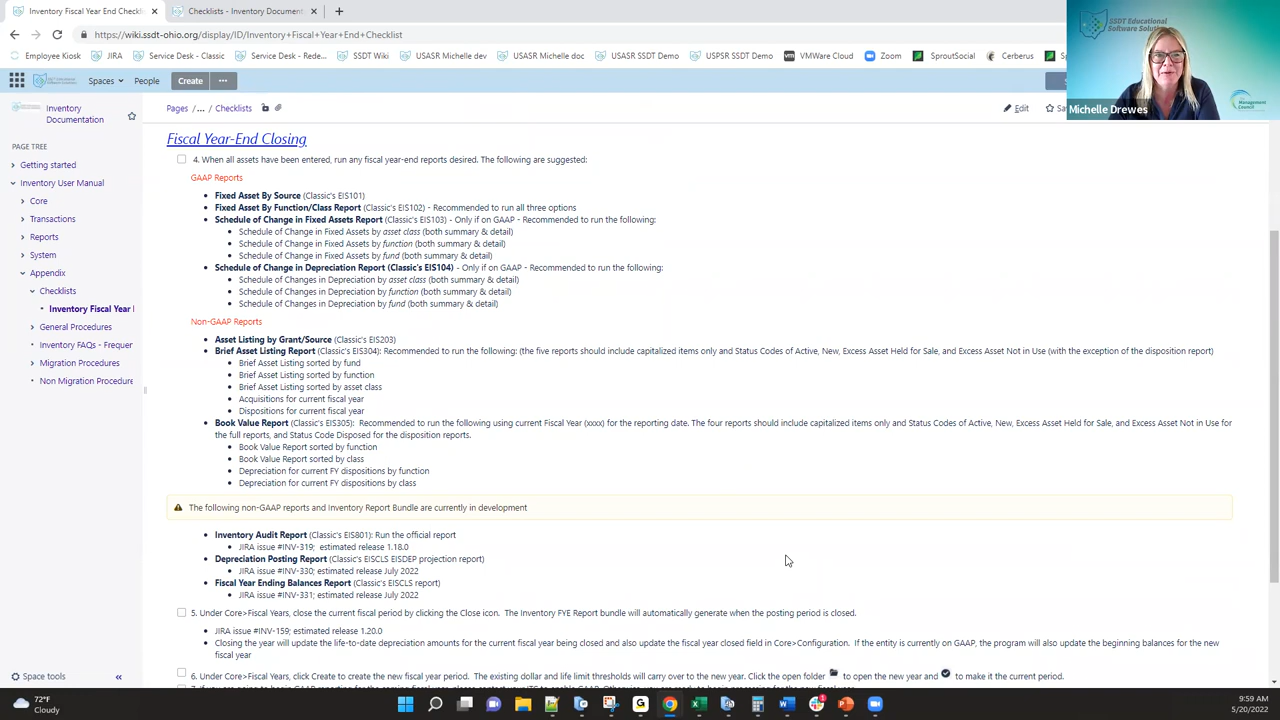 Inventory Fiscal Year End Checkli
Checklists - Inventory Document
https://wiki.ssdt-ohio.org/display/ID/Inventory+Fiscal+Year+End+Checklist
Employee Kiosk
JIRA
Service Desk - Classic
Service Desk - Rede...
SSDT Wiki
USASR Michelle dev
USASR Michelle doc
USASR SSDT Demo
USPSR SSDT Demo
VMWare Cloud
Zoom
SproutSocial
Cerberus
SSDT Educational
Software Solutions
Management
Council
Michelle Drewes
Spaces
People
Create
Inventory
Documentation
PAGE TREE
Getting started
Inventory User Manual
Core
Transactions
Reports
System
Appendix
Checklists
Inventory Fiscal Year
General Procedures
Inventory FAQs - Frequer
Migration Procedures
Non Migration Procedure
Space tools
Pages /... / Checklists
Edit
Fiscal Year-End Closing
4. When all assets have been entered, run any fiscal year-end reports desired. The following are suggested:
GAAP Reports
Fixed Asset By Source (Classic's EIS101)
Fixed Asset By Function/Class Report (Classic's EIS102) - Recommended to run all three options
Schedule of Change in Fixed Assets Report (Classic's EIS103) - Only if on GAAP - Recommended to run the following:
Schedule of Change in Fixed Assets by asset class (both summary & detail)
Schedule of Change in Fixed Assets by function (both summary & detail)
Schedule of Change in Fixed Assets by fund (both summary & detail)
Schedule of Change in Depreciation Report (Classic's EIS104) - Only if on GAAP - Recommended to run the following:
Schedule of Changes in Depreciation by asset class (both summary & detail)
Schedule of Changes in Depreciation by function (both summary & detail)
Schedule of Changes in Depreciation by fund (both summary & detail)
Non-GAAP Reports
Asset Listing by Grant/Source (Classic's EIS203)
Brief Asset Listing Report (Classic's EIS304): Recommended to run the following: (the five reports should include capitalized items only and Status Codes of Active, New, Excess Asset Held for Sale, and Excess Asset Not in Use (with the exception of the disposition report)
Brief Asset Listing sorted by fund
Brief Asset Listing sorted by function
Brief Asset Listing sorted by asset class
Acquisitions for current fiscal year
Dispositions for current fiscal year
Book Value Report (Classic's EIS305): Recommended to run the following using current Fiscal Year (xxxx) for the reporting date. The four reports should include capitalized items only and Status Codes of Active, New, Excess Asset Held for Sale, and Excess Asset Not in Use for
the full reports, and Status Code Disposed for the disposition reports.
Book Value Report sorted by function
Book Value Report sorted by class
Depreciation for current FY dispositions by function
Depreciation for current FY dispositions by class
The following non-GAAP reports and Inventory Report Bundle are currently in development
Inventory Audit Report (Classic's EIS801): Run the official report
JIRA issue #INV-319; estimated release 1.18.0
Depreciation Posting Report (Classic's EISCLS EISDEP projection report)
JIRA issue #INV-330; estimated release July 2022
Fiscal Year Ending Balances Report (Classic's EISCLS report)
JIRA issue #INV-331; estimated release July 2022
5. Under Core>Fiscal Years, close the current fiscal period by clicking the Close icon. The Inventory FYE Report bundle will automatically generate when the posting period is closed.
JIRA issue #INV-159; estimated release 1.20.0
Closing the year will update the life-to-date depreciation amounts for the current fiscal year being closed and also update the fiscal year closed field in Core>Configuration. If the entity is currently on GAAP, the program will also update the beginning balances for the new
fiscal year
6. Under Core>Fiscal Years, click Create to create the new fiscal year period. The existing dollar and life limit thresholds will carry over to the new year. Click the open folder to open the new year and to make it the current period.
72°F
Cloudy
9:59 AM
5/20/2022